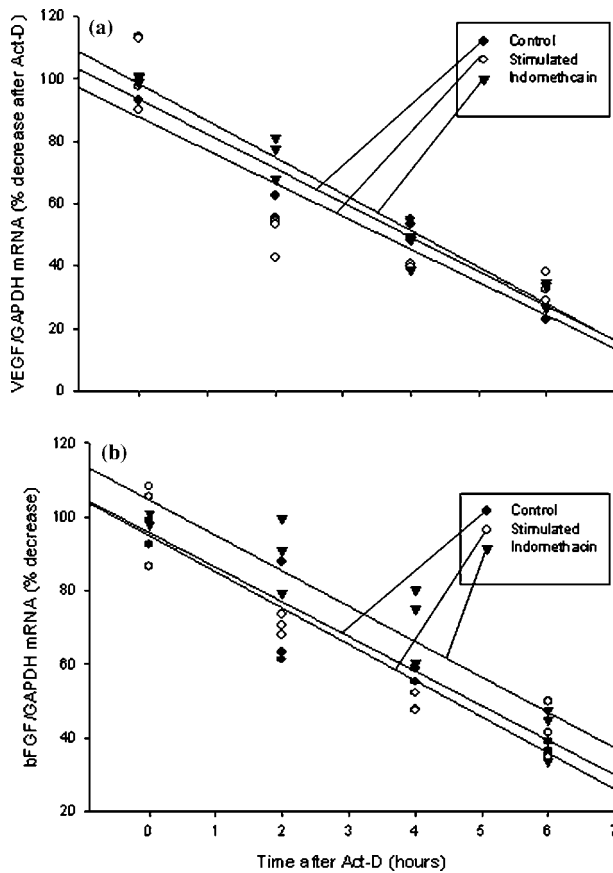 (a)
VEGF/GAPDH mRNA (% decrease after Act-D)
120
100
80
60
40
20
0
Control
Stimulated
Indomethcain
(b)
bFGF/GAPDH mRNA (% decrease)
120
100
80
60
40
20
Control
Stimulated
Indomethacin
0 2 3 4 5 6 7
Time after Act-D (hours)